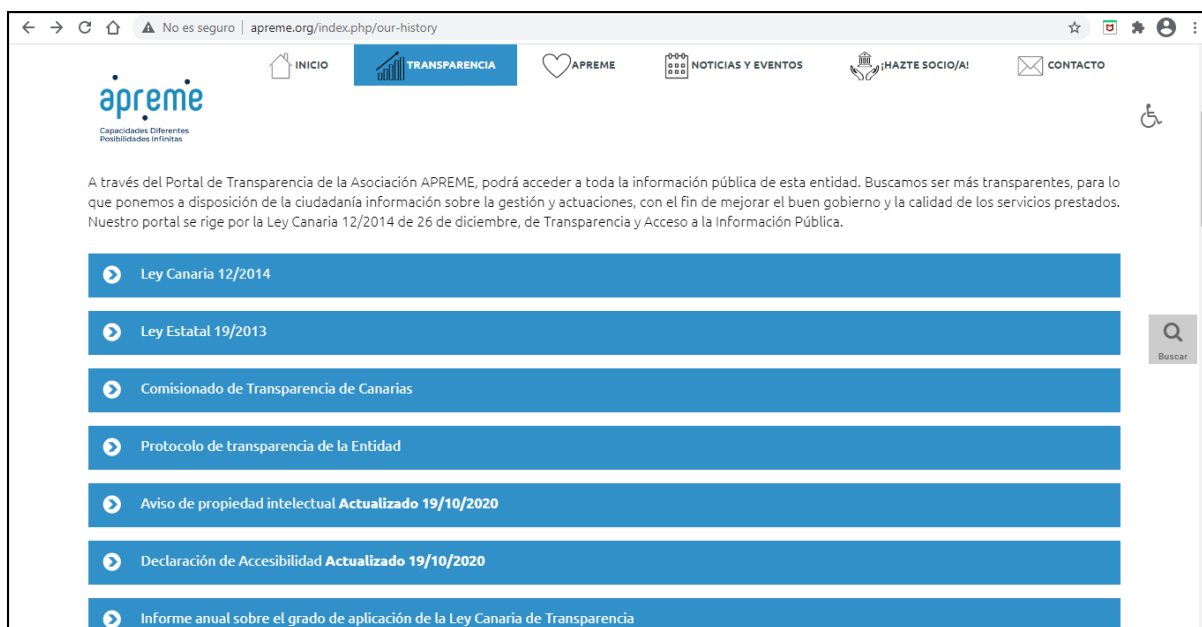 No es seguro | apreme.org/index.php/our-history
INICIO
TRANSPARENCIA
APREME
NOTICIAS Y EVENTOS
¡HAZTE SOCIO/A!
CONTACTO
apreme
Capacidades Diferentes
Posibilidades Infinitas
A través del Portal de Transparencia de la Asociación APREME, podrá acceder a toda la información pública de esta entidad. Buscamos ser más transparentes, para lo
que ponemos a disposición de la ciudadanía información sobre la gestión y actuaciones, con el fin de mejorar el buen gobierno y la calidad de los servicios prestados.
Nuestro portal se rige por la Ley Canaria 12/2014 de 26 de diciembre, de Transparencia y Acceso a la Información Pública.
Ley Canaria 12/2014
Ley Estatal 19/2013
Buscar
Comisionado de Transparencia de Canarias
Protocolo de transparencia de la Entidad
Aviso de propiedad intelectual Actualizado 19/10/2020
Declaración de Accesibilidad Actualizado 19/10/2020
Informe anual sobre el grado de aplicación de la Ley Canaria de Transparencia